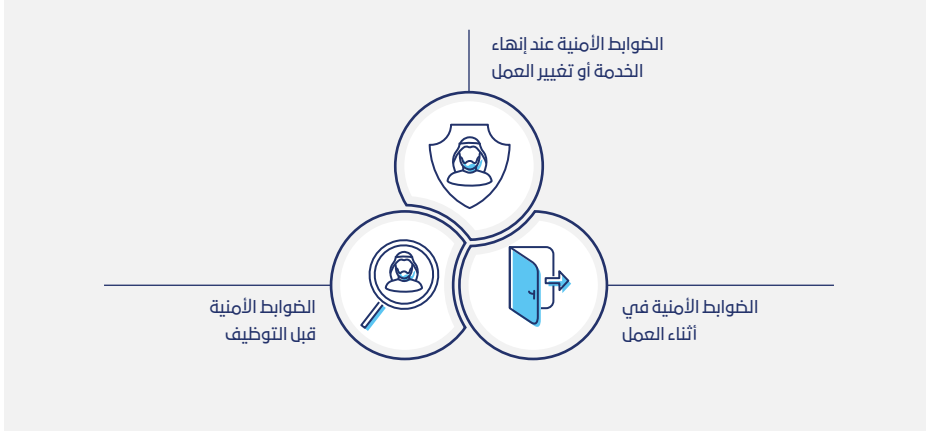 الضوابط الأمنية عند إنهاء
الخدمة أو تغيير العمل
الضوابط الأمنية في
أثناء العمل
الضوابط الأمنية
قبل التوظيف